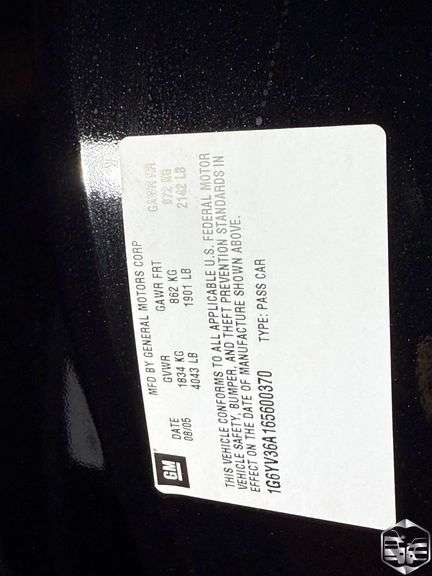 GM
MFD BY GENERAL MOTORS CORP
DATE GVWR GAWR FRT GAWR RR
08/05 1834 KG 862 KG 972 KG
4043 LB 1901 LB 2142 LB
THIS VEHICLE CONFORMS TO ALL APPLICABLE U.S. FEDERAL MOTOR
VEHICLE SAFETY, BUMPER, AND THEFT PREVENTION STANDARDS IN
EFFECT ON THE DATE OF MANUFACTURE SHOWN ABOVE.
1G6YV36A165600370 TYPE: PASS CAR